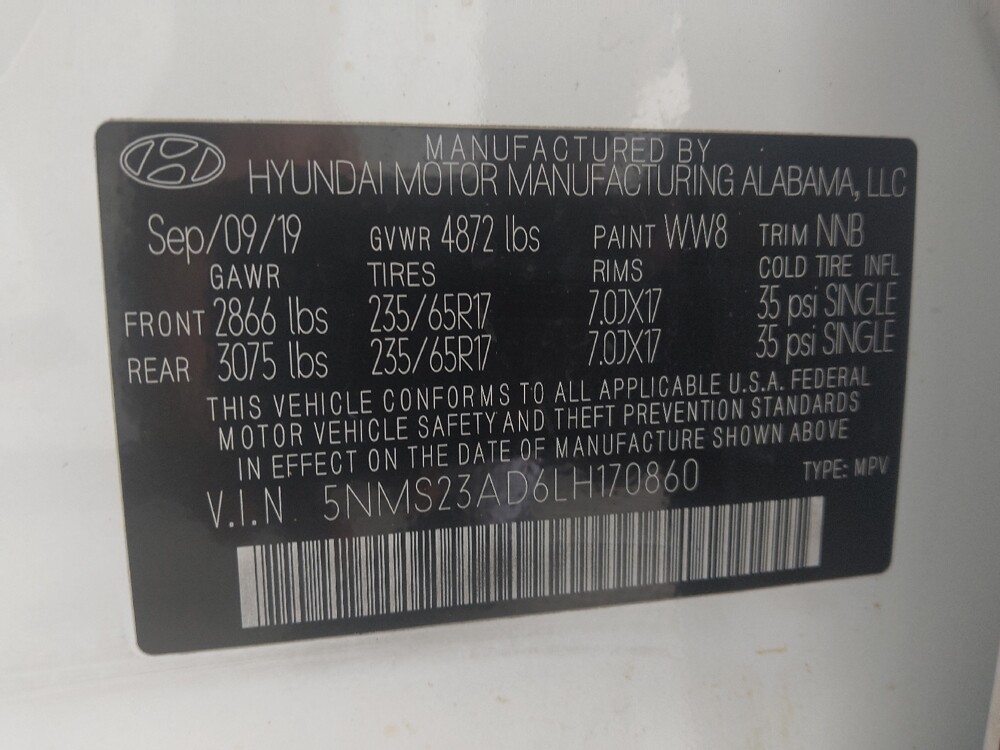 MANUFACTURED BY
HYUNDAI MOTOR MANUFACTURING ALABAMA, LLC
Sep/09/19 GVWR 4872 lbs PAINT WW8 TRIM NNB
GAWR TIRES RIMS COLD TIRE INFL
FRONT 2866 lbs 235/65R17 7.0JX17 35 psi SINGLE
REAR 3075 lbs 235/65R17 7.0JX17 35 psi SINGLE
THIS VEHICLE CONFORMS TO ALL APPLICABLE U.S.A. FEDERAL
MOTOR VEHICLE SAFETY AND THEFT PREVENTION STANDARDS
IN EFFECT ON THE DATE OF MANUFACTURE SHOWN ABOVE
V.I.N 5NMS23AD6LH170860 TYPE: MPV